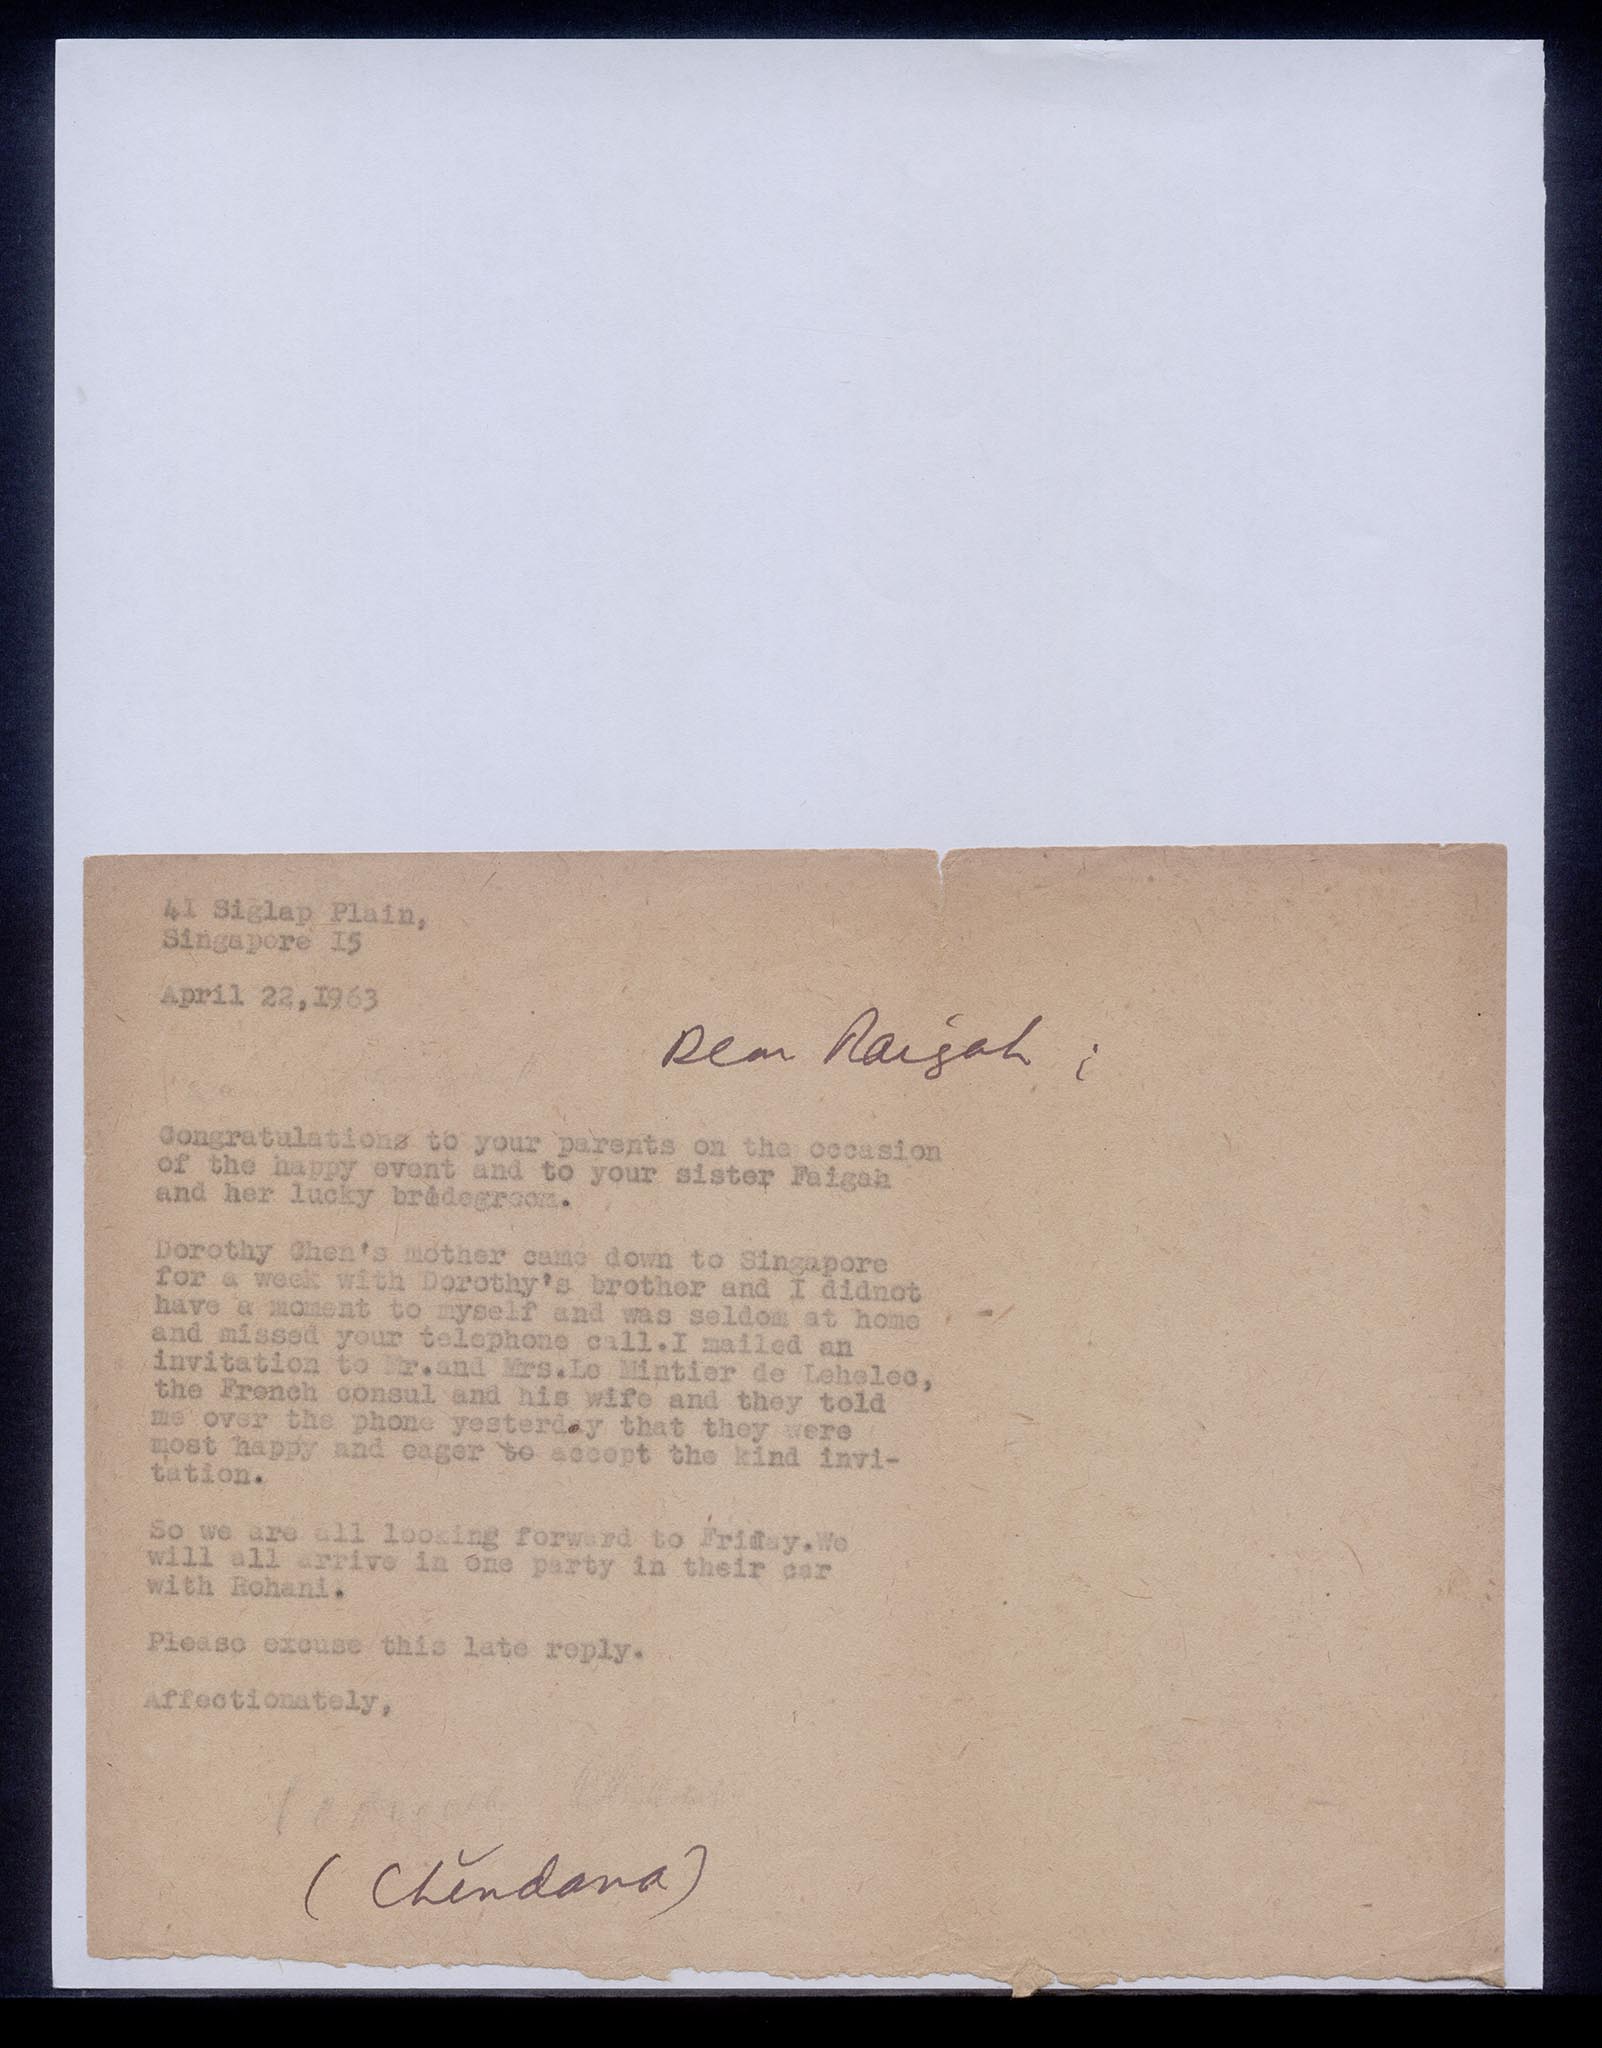 41 Siglap Plain,
Singapore 15
April 22,1963
Dear Raigah ;
Congratulations to your parents on the occasion
of the happy event and to your sister Faigah
and her lucky bridegroom.
Dorothy Chen's mother came down to Singapore
for a week with Dorothy's brother and I didnot
have a moment to myself and was seldom at home
and missed your telephone call.I mailed an
invitation to Mr.and Mrs.Le Mintier de Lehelec,
the French consul and his wife and they told
me over the phone yesterday that they were
most happy and eager to accept the kind invi-
tation.
So we are all looking forward to Friday.We
will all arrive in one party in their car
with Rohani.
Please excuse this late reply.
Affectionately,
(Chĕndana)